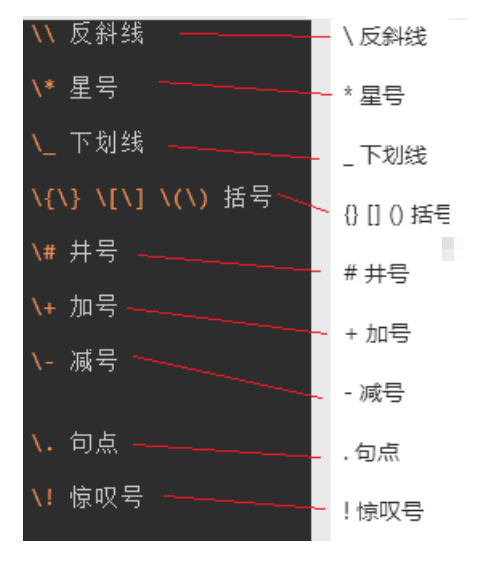 \\ 反斜线
\* 星号
\_ 下划线
\{\} \[\] \(\) 括号
\# 井号
\+ 加号
\- 减号
\. 句点
\! 惊叹号
\ 反斜线
* 星号
_ 下划线
{} [] () 括号
# 井号
+ 加号
- 减号
. 句点
! 惊叹号